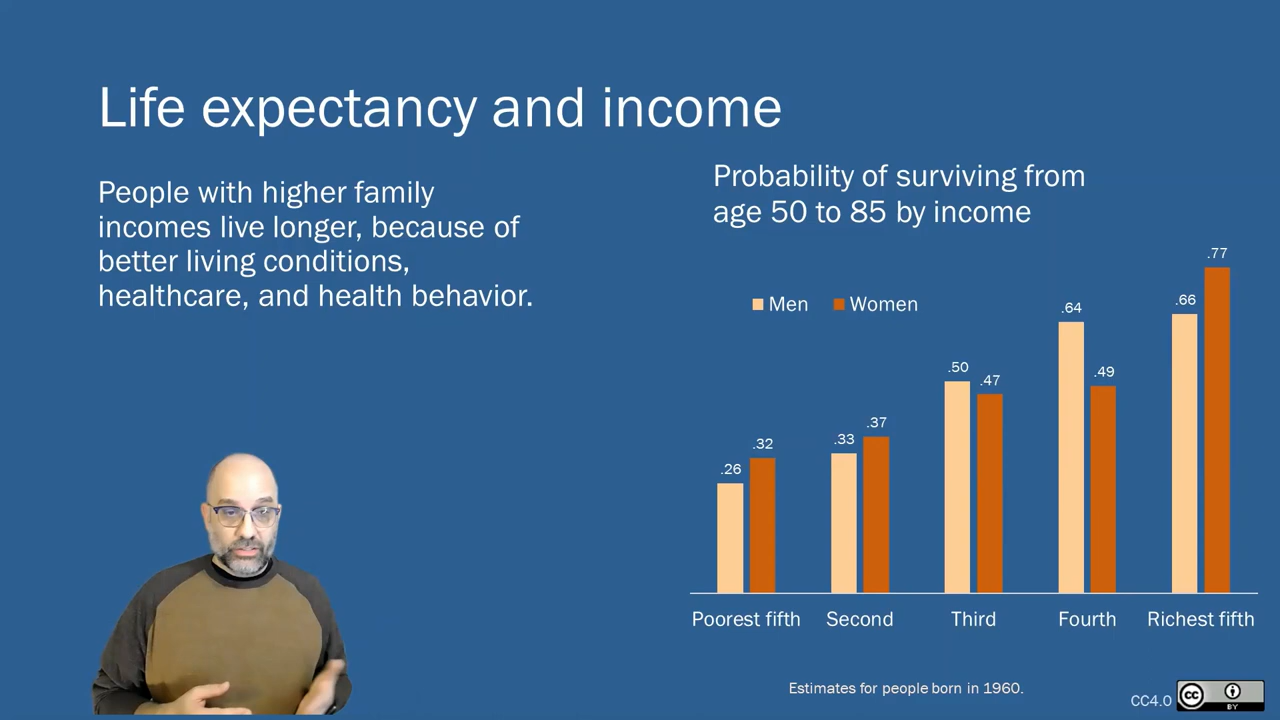 Life expectancy and income
People with higher family
incomes live longer, because of
better living conditions,
healthcare, and health behavior.
Probability of surviving from
age 50 to 85 by income
Men Women
.26 .32 .33 .37 .50 .47 .64 .49 .66 .77
Poorest fifth Second Third Fourth Richest fifth
Estimates for people born in 1960.
CC4.0
CC BY